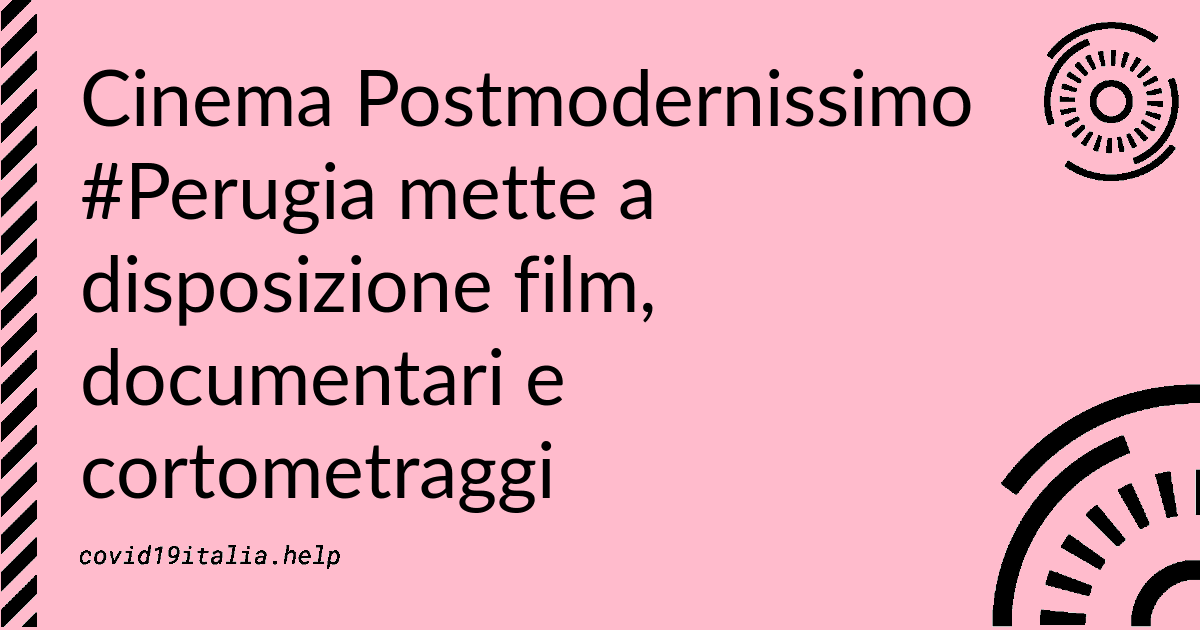 Cinema Postmodernissimo
#Perugia mette a
disposizione film,
documentari e
cortometraggi
covid19italia.help